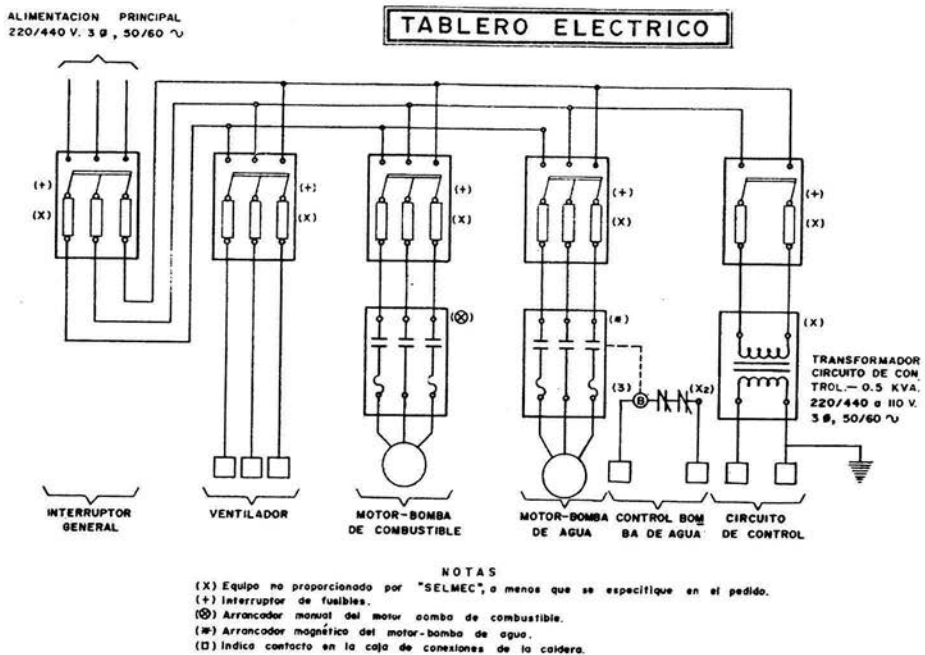 ALIMENTACION PRINCIPAL
220/440 V. 3 Ø, 50/60 ∿
TABLERO ELECTRICO
(+)
(X)
(+)
(X)
(+)
(X)
(+)
(X)
(+)
(X)
(⊗)
(*)
(X)
(3)
B
(X2)
TRANSFORMADOR
CIRCUITO DE CON
TROL.— 0.5 KVA.
220/440 a 110 V.
3 Ø, 50/60 ∿
INTERRUPTOR
GENERAL
VENTILADOR
MOTOR-BOMBA
DE COMBUSTIBLE
MOTOR-BOMBA
DE AGUA
CONTROL BOM
BA DE AGUA
CIRCUITO
DE CONTROL
NOTAS
(X) Equipo no proporcionado por "SELMEC", a menos que se especifique en el pedido.
(+) Interruptor de fusibles.
(⊗) Arrancador manual del motor bomba de combustible.
(*) Arrancador magnético del motor-bomba de agua.
(□) Indica contacto en la caja de conexiones de la caldera.